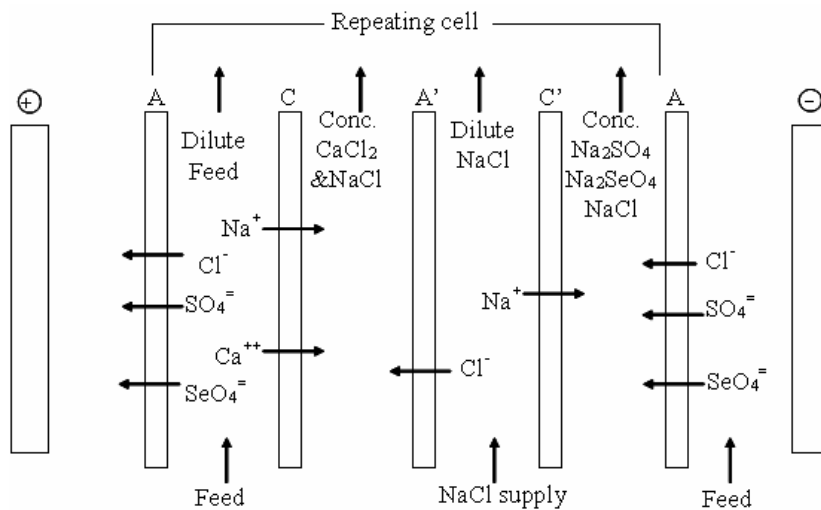 Repeating cell
+
A
C
A'
C'
A
−
Dilute
Feed
Conc.
CaCl₂
&NaCl
Dilute
NaCl
Conc.
Na₂SO₄
Na₂SeO₄
NaCl
Na⁺
Cl⁻
SO₄⁼
Ca⁺⁺
SeO₄⁼
Cl⁻
Na⁺
Cl⁻
SO₄⁼
SeO₄⁼
Feed
NaCl supply
Feed